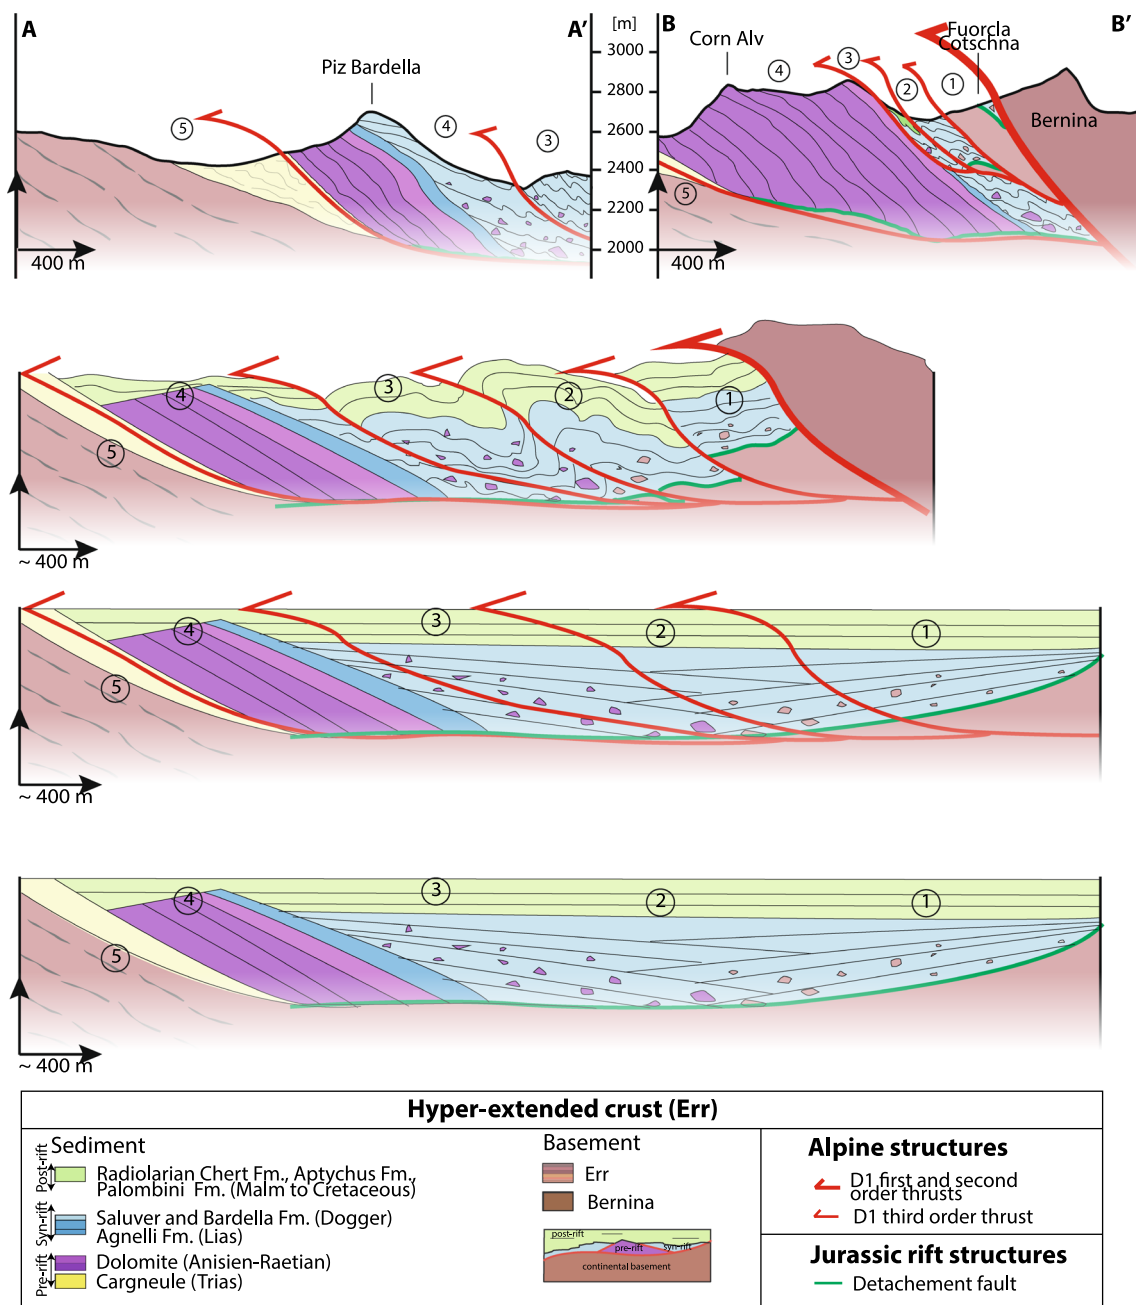 A
A'
[m]
B
B'
Piz Bardella
Corn Alv
Fuorcla
Cotschna
Bernina
3000
2800
2600
2400
2200
2000
5
4
3
4
3
2
1
5
400 m
400 m
4
3
2
1
5
~ 400 m
4
3
2
1
5
~ 400 m
4
3
2
1
5
~ 400 m
Hyper-extended crust (Err)
Sediment
Post-rift
Radiolarian Chert Fm., Aptychus Fm.,
Palombini Fm. (Malm to Cretaceous)
Syn-rift
Saluver and Bardella Fm. (Dogger)
Agnelli Fm. (Lias)
Pre-rift
Dolomite (Anisien-Raetian)
Cargneule (Trias)
Basement
Err
Bernina
post-rift
pre-rift
syn-rift
continental basement
Alpine structures
D1 first and second
order thrusts
D1 third order thrust
Jurassic rift structures
Detachement fault